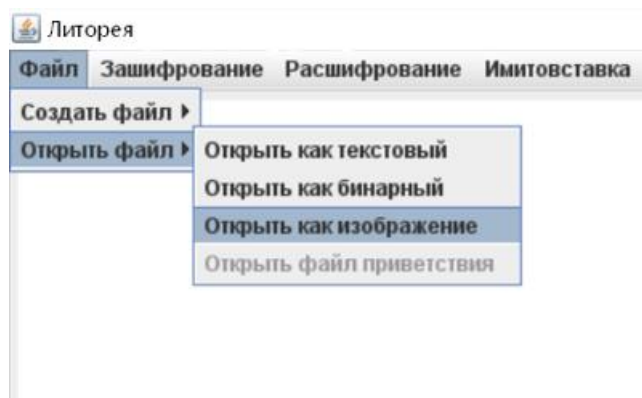 Литорея
Файл Зашифрование Расшифрование Имитовставка
Создать файл
Открыть файл
Открыть как текстовый
Открыть как бинарный
Открыть как изображение
Открыть файл приветствия